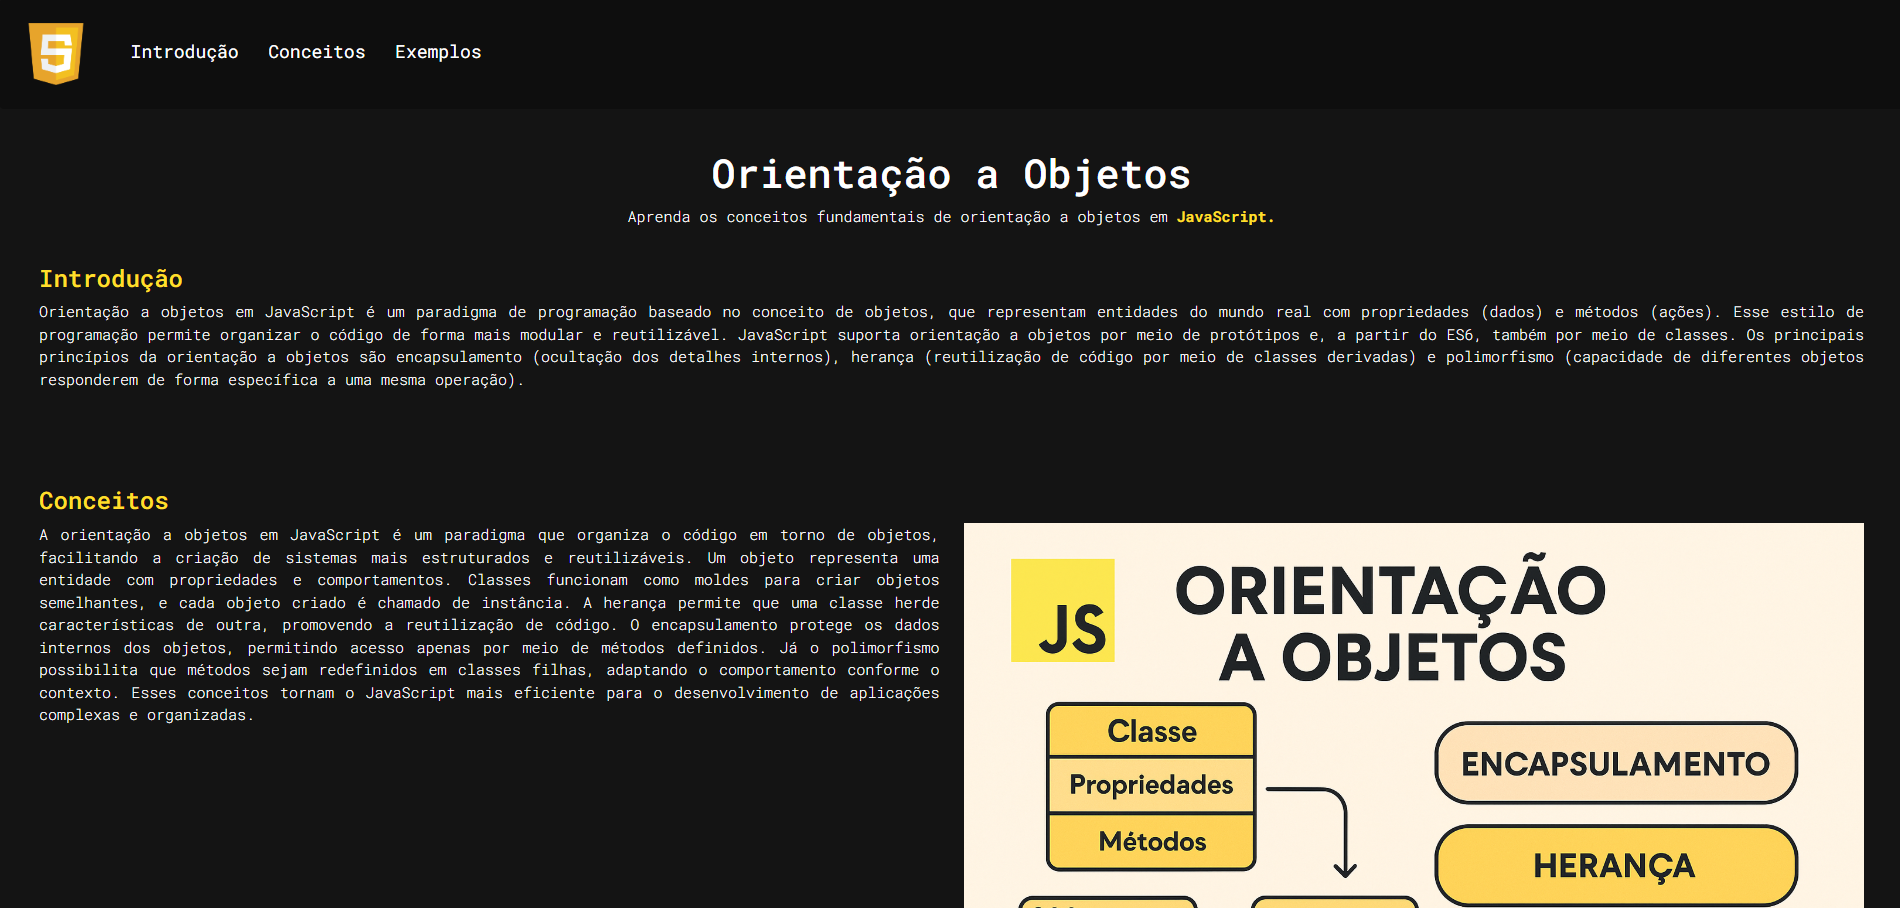 5
Introdução Conceitos Exemplos
Orientação a Objetos
Aprenda os conceitos fundamentais de orientação a objetos em JavaScript.
Introdução
Orientação a objetos em JavaScript é um paradigma de programação baseado no conceito de objetos, que representam entidades do mundo real com propriedades (dados) e métodos (ações). Esse estilo de
programação permite organizar o código de forma mais modular e reutilizável. JavaScript suporta orientação a objetos por meio de protótipos e, a partir do ES6, também por meio de classes. Os principais
princípios da orientação a objetos são encapsulamento (ocultação dos detalhes internos), herança (reutilização de código por meio de classes derivadas) e polimorfismo (capacidade de diferentes objetos
responderem de forma específica a uma mesma operação).
Conceitos
A orientação a objetos em JavaScript é um paradigma que organiza o código em torno de objetos,
facilitando a criação de sistemas mais estruturados e reutilizáveis. Um objeto representa uma
entidade com propriedades e comportamentos. Classes funcionam como moldes para criar objetos
semelhantes, e cada objeto criado é chamado de instância. A herança permite que uma classe herde
características de outra, promovendo a reutilização de código. O encapsulamento protege os dados
internos dos objetos, permitindo acesso apenas por meio de métodos definidos. Já o polimorfismo
possibilita que métodos sejam redefinidos em classes filhas, adaptando o comportamento conforme o
contexto. Esses conceitos tornam o JavaScript mais eficiente para o desenvolvimento de aplicações
complexas e organizadas.
JS
ORIENTAÇÃO
A OBJETOS
Classe
Propriedades
Métodos
ENCAPSULAMENTO
HERANÇA